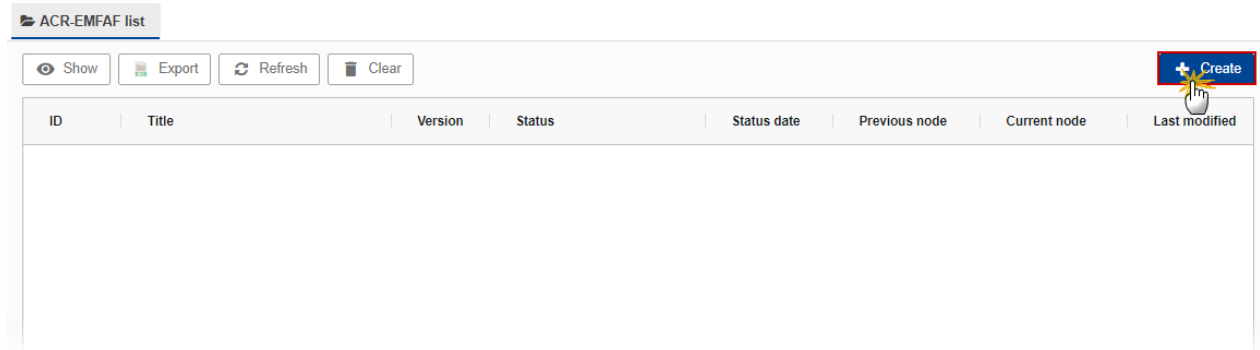 ACR-EMFAF list
Show Export Refresh Clear Create
ID Title Version Status Status date Previous node Current node Last modified